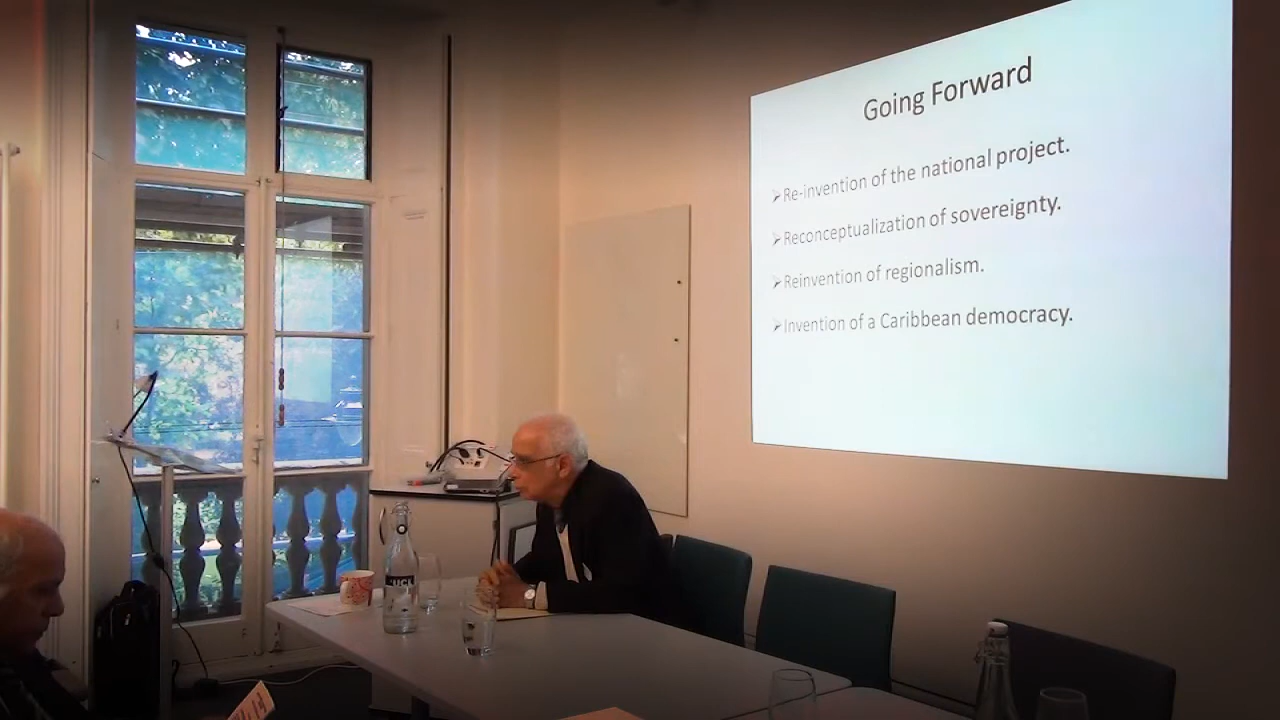 Going Forward
➢Re-invention of the national project.
➢Reconceptualization of sovereignty.
➢Reinvention of regionalism.
➢Invention of a Caribbean democracy.
UCL